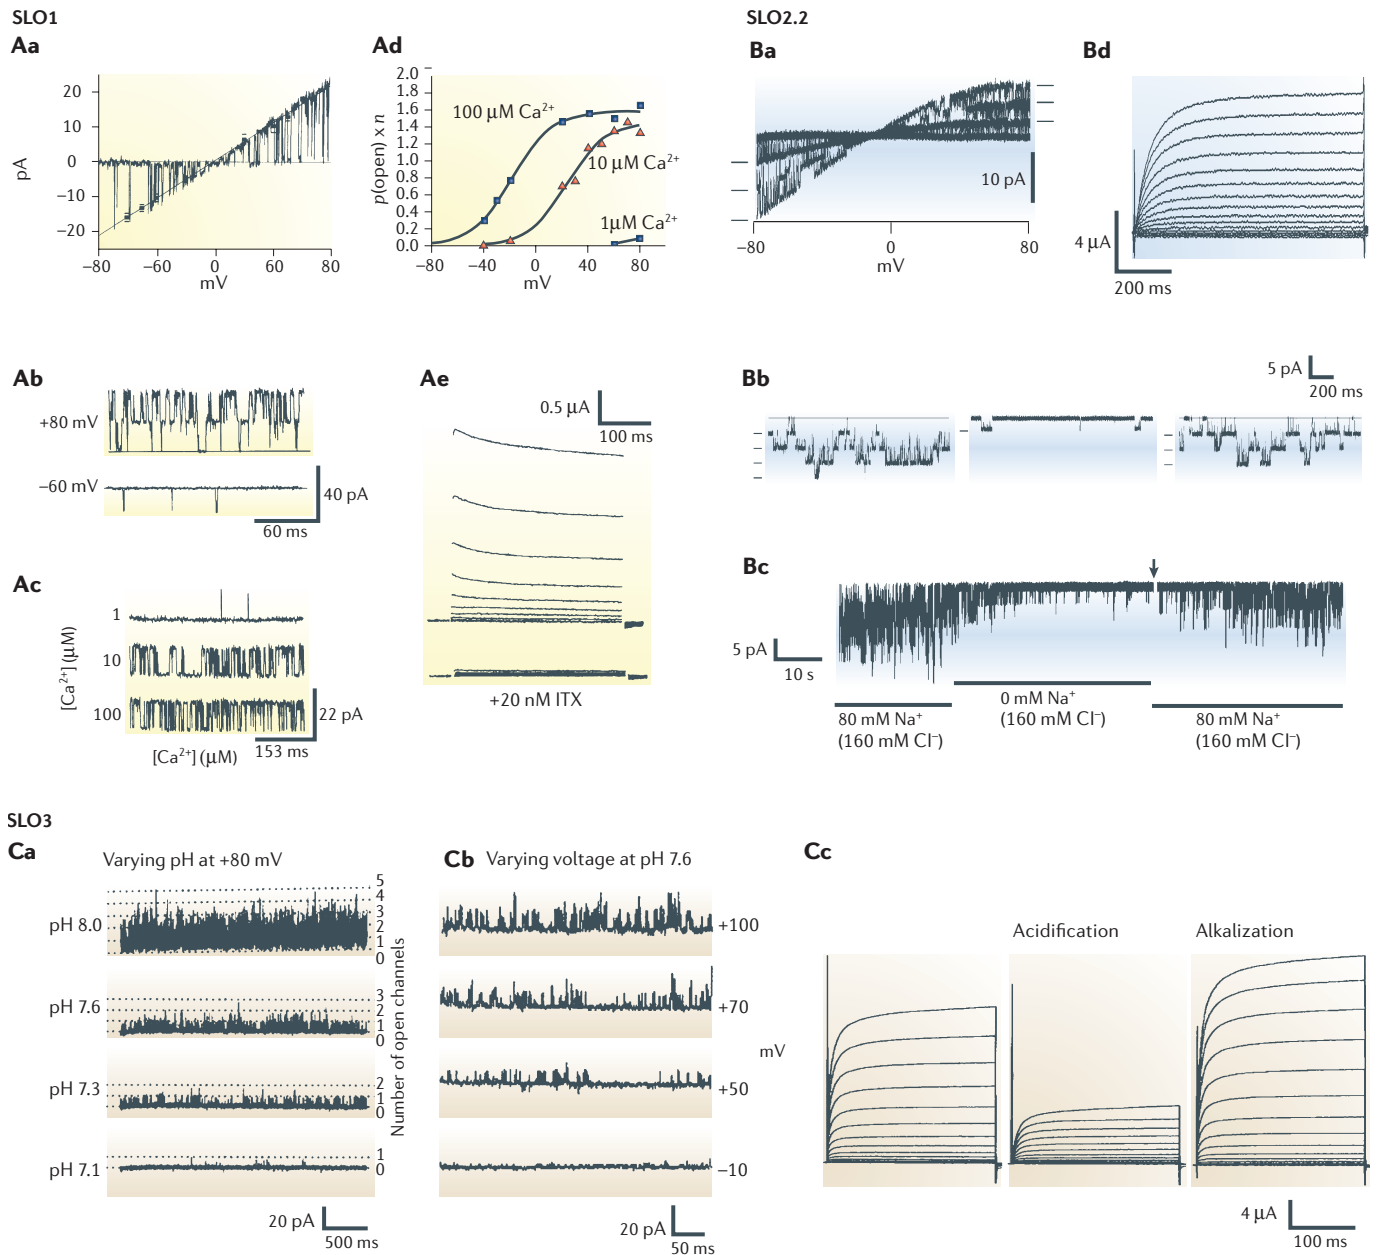 SLO1
Aa
pA
20
10
0
−10
−20
−80
−60
0
60
80
mV
Ad
p(open) x n
2.0
1.8
1.6
1.4
1.2
1.0
0.8
0.6
0.4
0.2
0.0
100 µM Ca²⁺
10 µM Ca²⁺
1µM Ca²⁺
−80
−40
0
40
80
mV
SLO2.2
Ba
10 pA
−80
0
80
mV
Bd
4 µA
200 ms
Ab
+80 mV
−60 mV
40 pA
60 ms
Ac
[Ca²⁺] (µM)
1
10
100
22 pA
153 ms
[Ca²⁺] (µM)
Ae
0.5 µA
100 ms
+20 nM ITX
Bb
5 pA
200 ms
Bc
5 pA
10 s
80 mM Na⁺
(160 mM Cl⁻)
0 mM Na⁺
(160 mM Cl⁻)
80 mM Na⁺
(160 mM Cl⁻)
SLO3
Ca
Varying pH at +80 mV
pH 8.0
5
4
3
2
1
0
pH 7.6
3
2
1
0
pH 7.3
2
1
0
pH 7.1
1
0
Number of open channels
20 pA
500 ms
Cb
Varying voltage at pH 7.6
+100
+70
+50
−10
mV
20 pA
50 ms
Cc
Acidification
Alkalization
4 µA
100 ms